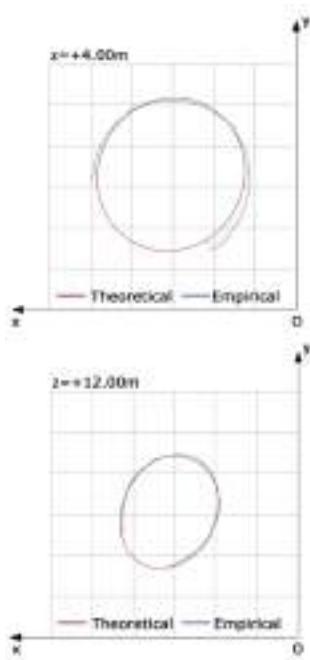 y
z=+4.00m
Theoretical Empirical
x O
y
z=+12.00m
Theoretical Empirical
x O